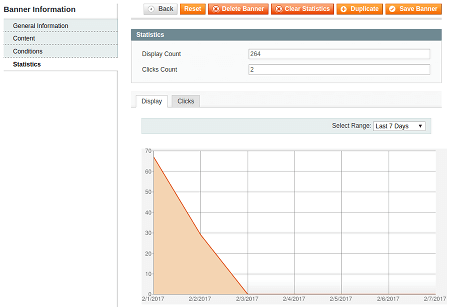 Banner Information
General Information
Content
Conditions
Statistics
Back Reset Delete Banner Clear Statistics Duplicate Save Banner
Statistics
Display Count 264
Clicks Count 2
Display Clicks
Select Range: Last 7 Days
70
60
50
40
30
20
10
0
2/1/2017 2/2/2017 2/3/2017 2/4/2017 2/5/2017 2/6/2017 2/7/2017